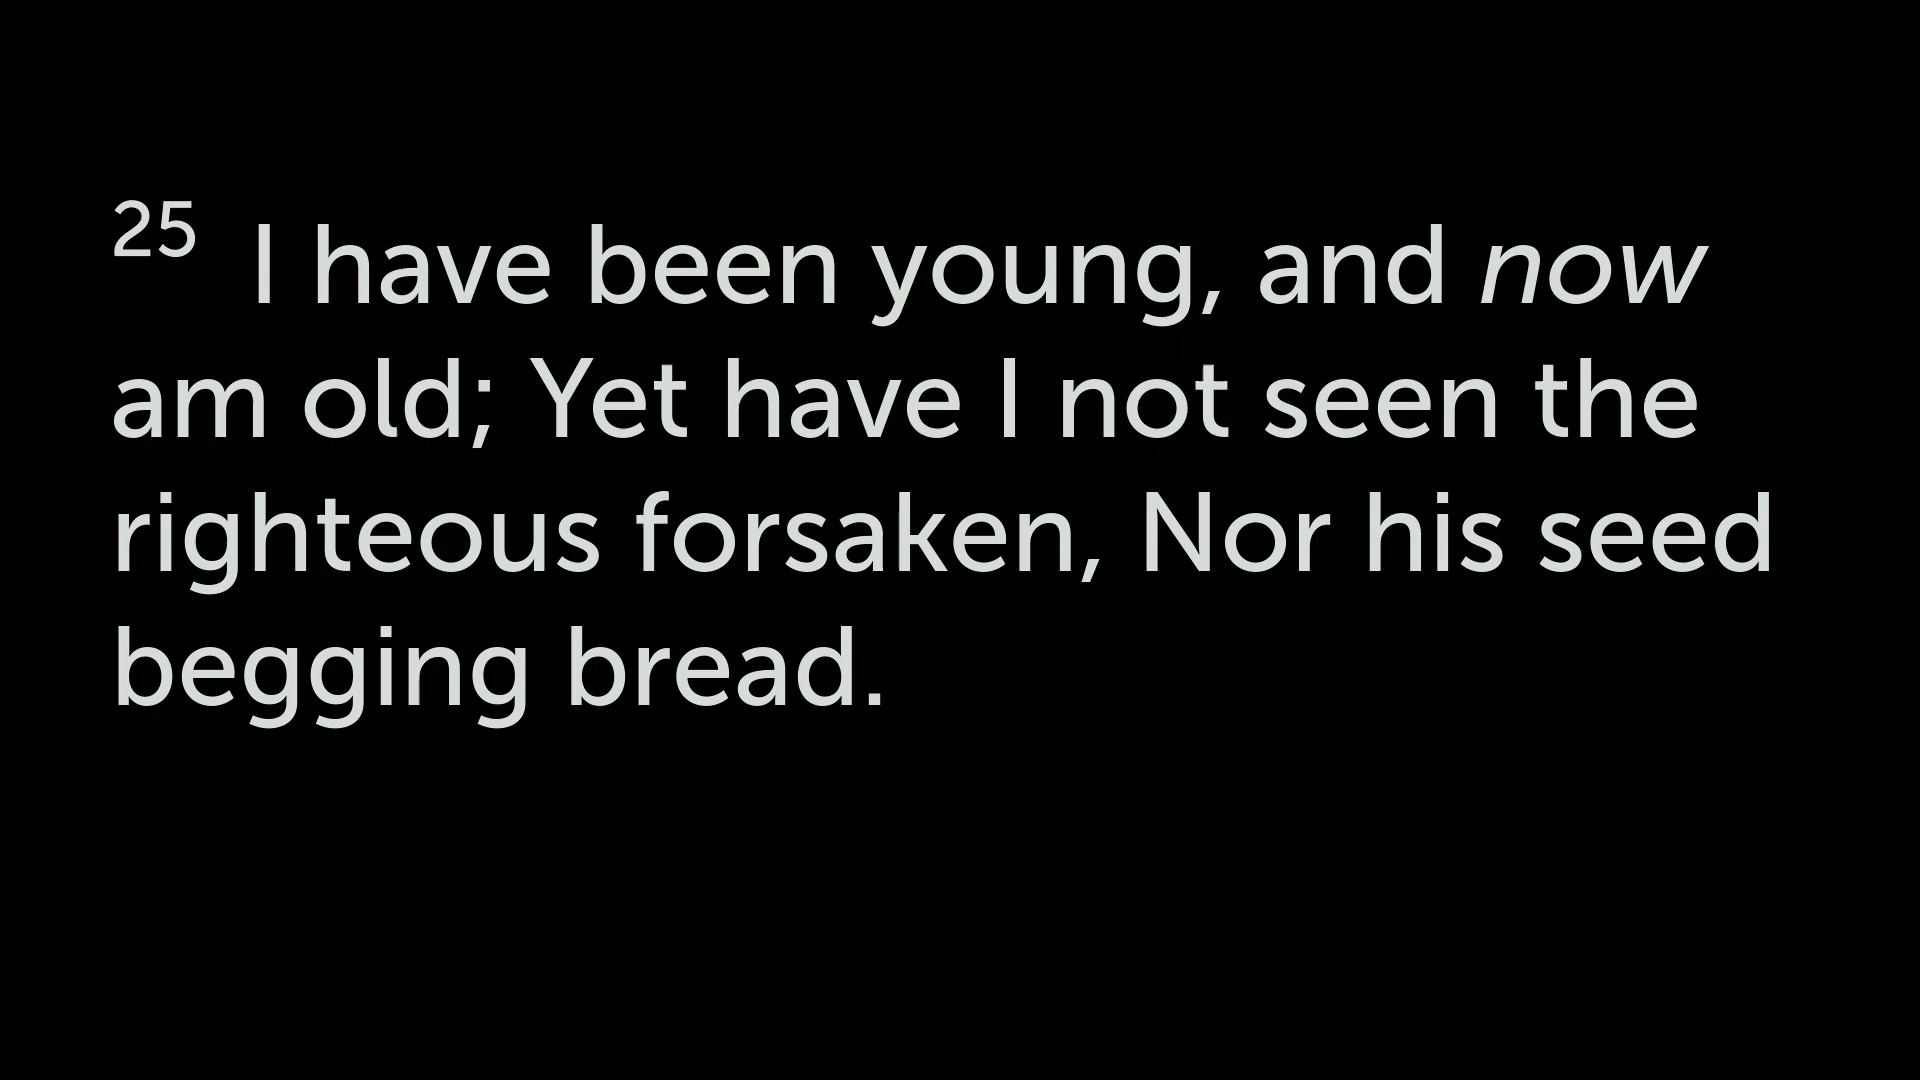 25 I have been young, and now
am old; Yet have I not seen the
righteous forsaken, Nor his seed
begging bread.